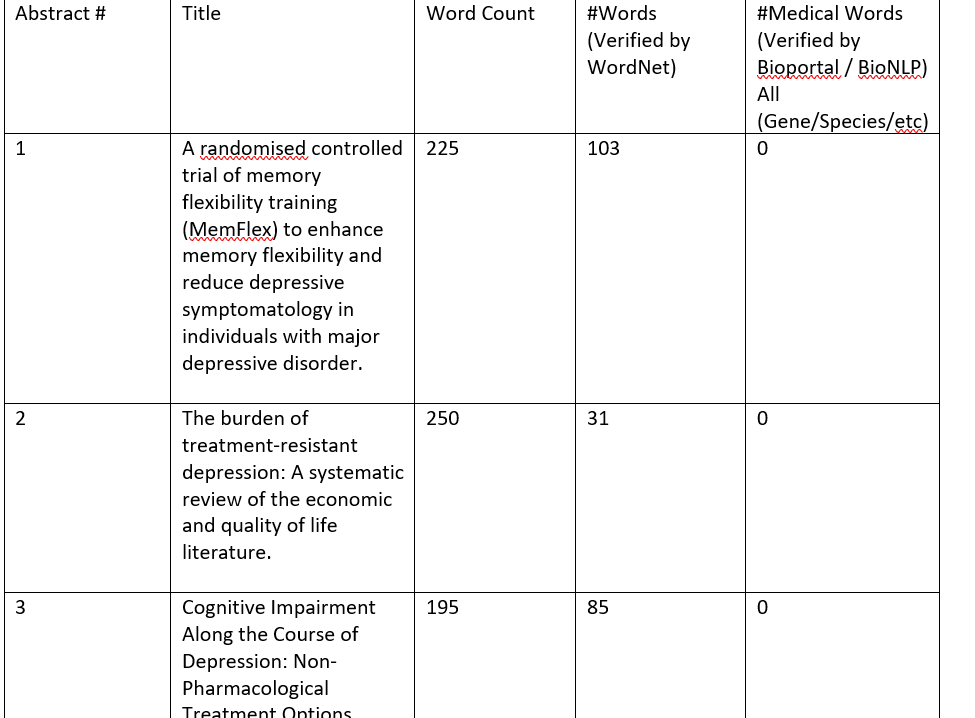 Abstract #
Title
Word Count
#Words
(Verified by
WordNet)
#Medical Words
(Verified by
Bioportal / BioNLP)
All
(Gene/Species/etc)
1
A randomised controlled
trial of memory
flexibility training
(MemFlex) to enhance
memory flexibility and
reduce depressive
symptomatology in
individuals with major
depressive disorder.
225
103
0
2
The burden of
treatment-resistant
depression: A systematic
review of the economic
and quality of life
literature.
250
31
0
3
Cognitive Impairment
Along the Course of
Depression: Non-
Pharmacological
Treatment Options
195
85
0